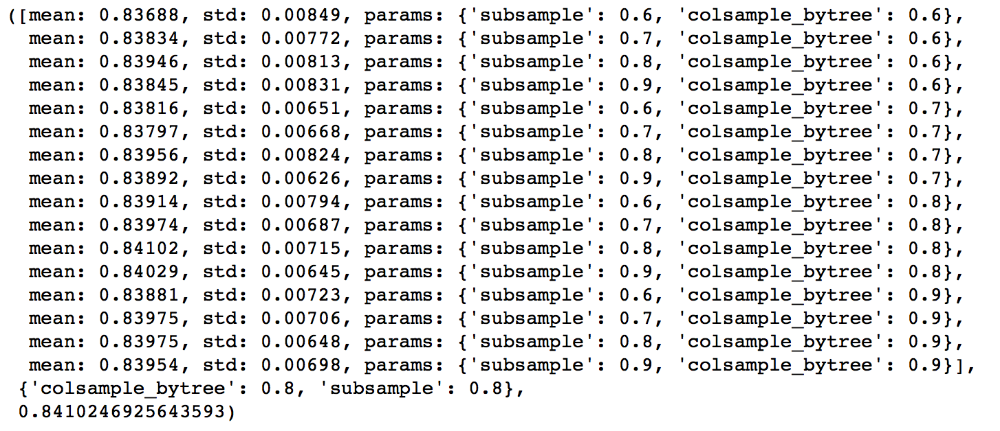 ([mean: 0.83688, std: 0.00849, params: {'subsample': 0.6, 'colsample_bytree': 0.6},
mean: 0.83834, std: 0.00772, params: {'subsample': 0.7, 'colsample_bytree': 0.6},
mean: 0.83946, std: 0.00813, params: {'subsample': 0.8, 'colsample_bytree': 0.6},
mean: 0.83845, std: 0.00831, params: {'subsample': 0.9, 'colsample_bytree': 0.6},
mean: 0.83816, std: 0.00651, params: {'subsample': 0.6, 'colsample_bytree': 0.7},
mean: 0.83797, std: 0.00668, params: {'subsample': 0.7, 'colsample_bytree': 0.7},
mean: 0.83956, std: 0.00824, params: {'subsample': 0.8, 'colsample_bytree': 0.7},
mean: 0.83892, std: 0.00626, params: {'subsample': 0.9, 'colsample_bytree': 0.7},
mean: 0.83914, std: 0.00794, params: {'subsample': 0.6, 'colsample_bytree': 0.8},
mean: 0.83974, std: 0.00687, params: {'subsample': 0.7, 'colsample_bytree': 0.8},
mean: 0.84102, std: 0.00715, params: {'subsample': 0.8, 'colsample_bytree': 0.8},
mean: 0.84029, std: 0.00645, params: {'subsample': 0.9, 'colsample_bytree': 0.8},
mean: 0.83881, std: 0.00723, params: {'subsample': 0.6, 'colsample_bytree': 0.9},
mean: 0.83975, std: 0.00706, params: {'subsample': 0.7, 'colsample_bytree': 0.9},
mean: 0.83975, std: 0.00648, params: {'subsample': 0.8, 'colsample_bytree': 0.9},
mean: 0.83954, std: 0.00698, params: {'subsample': 0.9, 'colsample_bytree': 0.9}],
{'colsample_bytree': 0.8, 'subsample': 0.8},
0.8410246925643593)